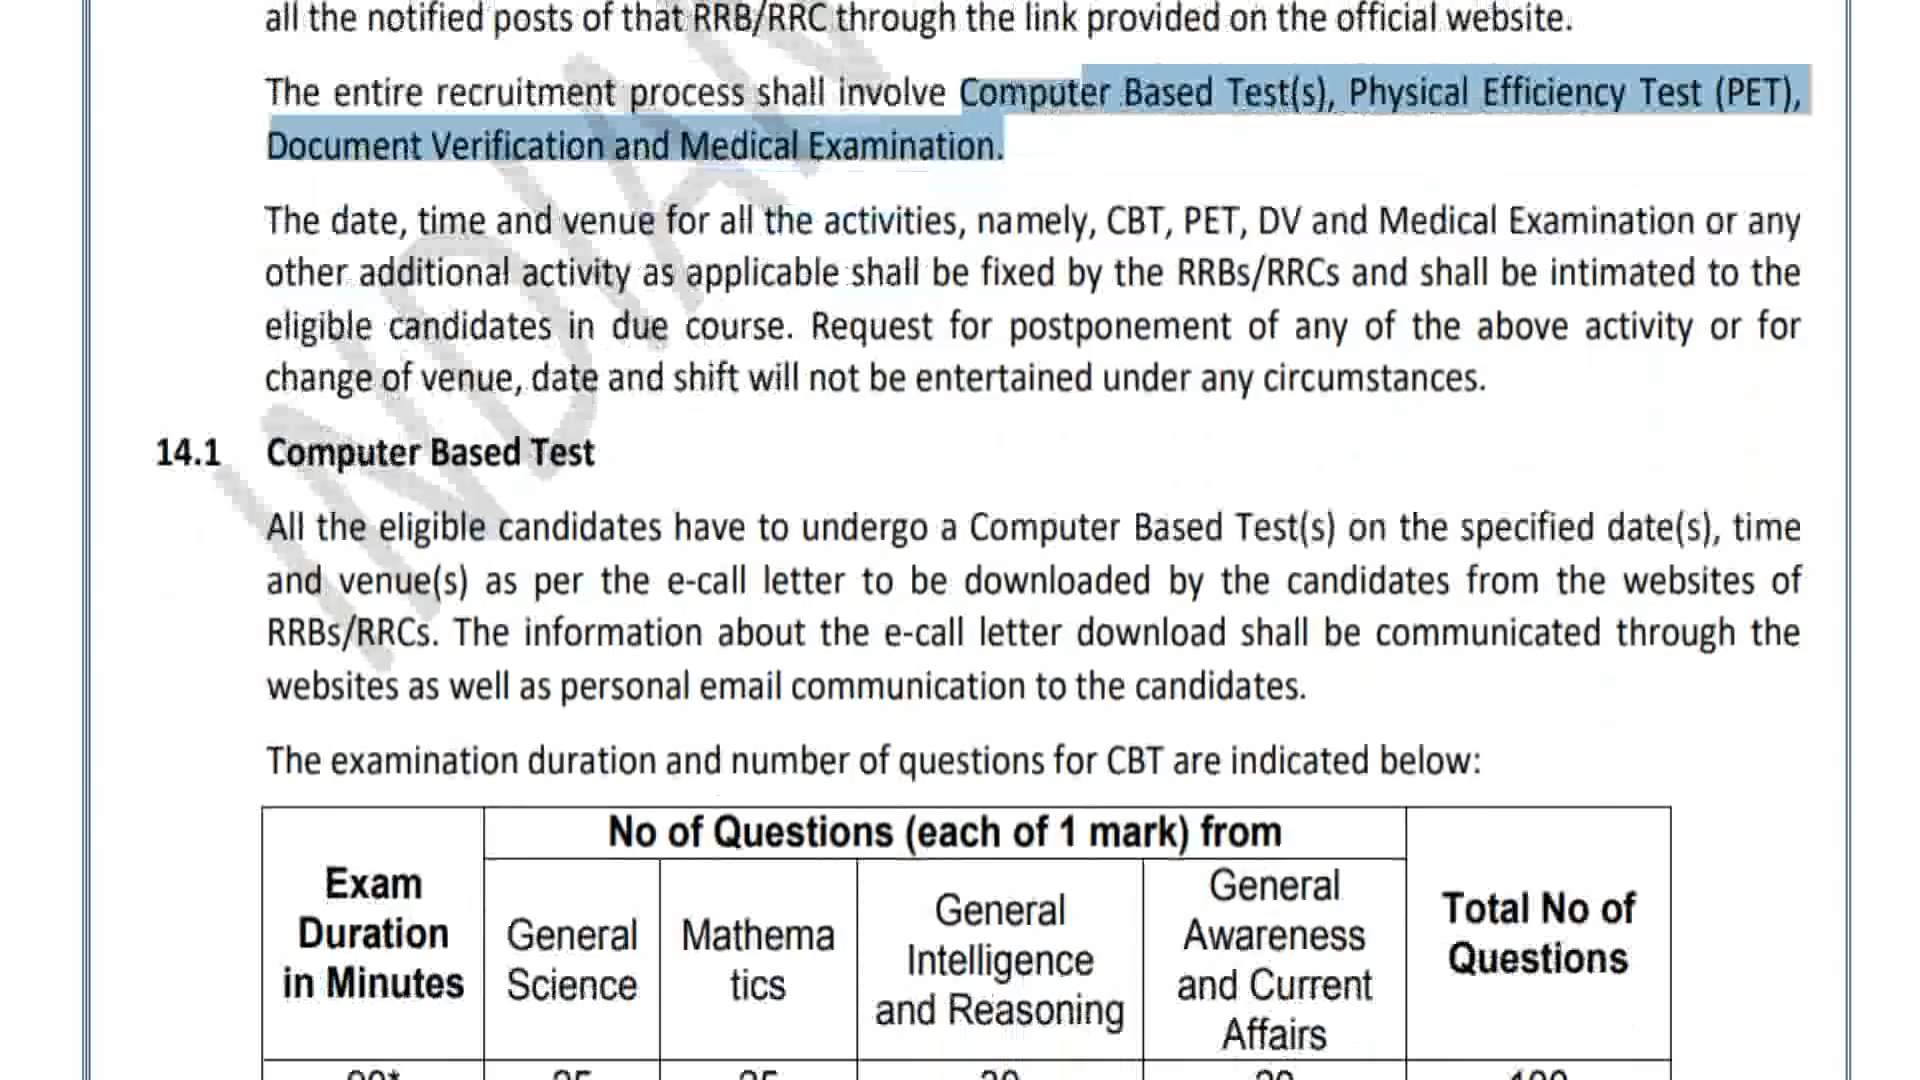 all the notified posts of that RRB/RRC through the link provided on the official website.
The entire recruitment process shall involve Computer Based Test(s), Physical Efficiency Test (PET),
Document Verification and Medical Examination.
The date, time and venue for all the activities, namely, CBT, PET, DV and Medical Examination or any
other additional activity as applicable shall be fixed by the RRBs/RRCs and shall be intimated to the
eligible candidates in due course. Request for postponement of any of the above activity or for
change of venue, date and shift will not be entertained under any circumstances.
14.1 Computer Based Test
All the eligible candidates have to undergo a Computer Based Test(s) on the specified date(s), time
and venue(s) as per the e-call letter to be downloaded by the candidates from the websites of
RRBs/RRCs. The information about the e-call letter download shall be communicated through the
websites as well as personal email communication to the candidates.
The examination duration and number of questions for CBT are indicated below:
No of Questions (each of 1 mark) from
Exam
Duration
in Minutes
General
Science
Mathema
tics
General
Intelligence
and Reasoning
General
Awareness
and Current
Affairs
Total No of
Questions